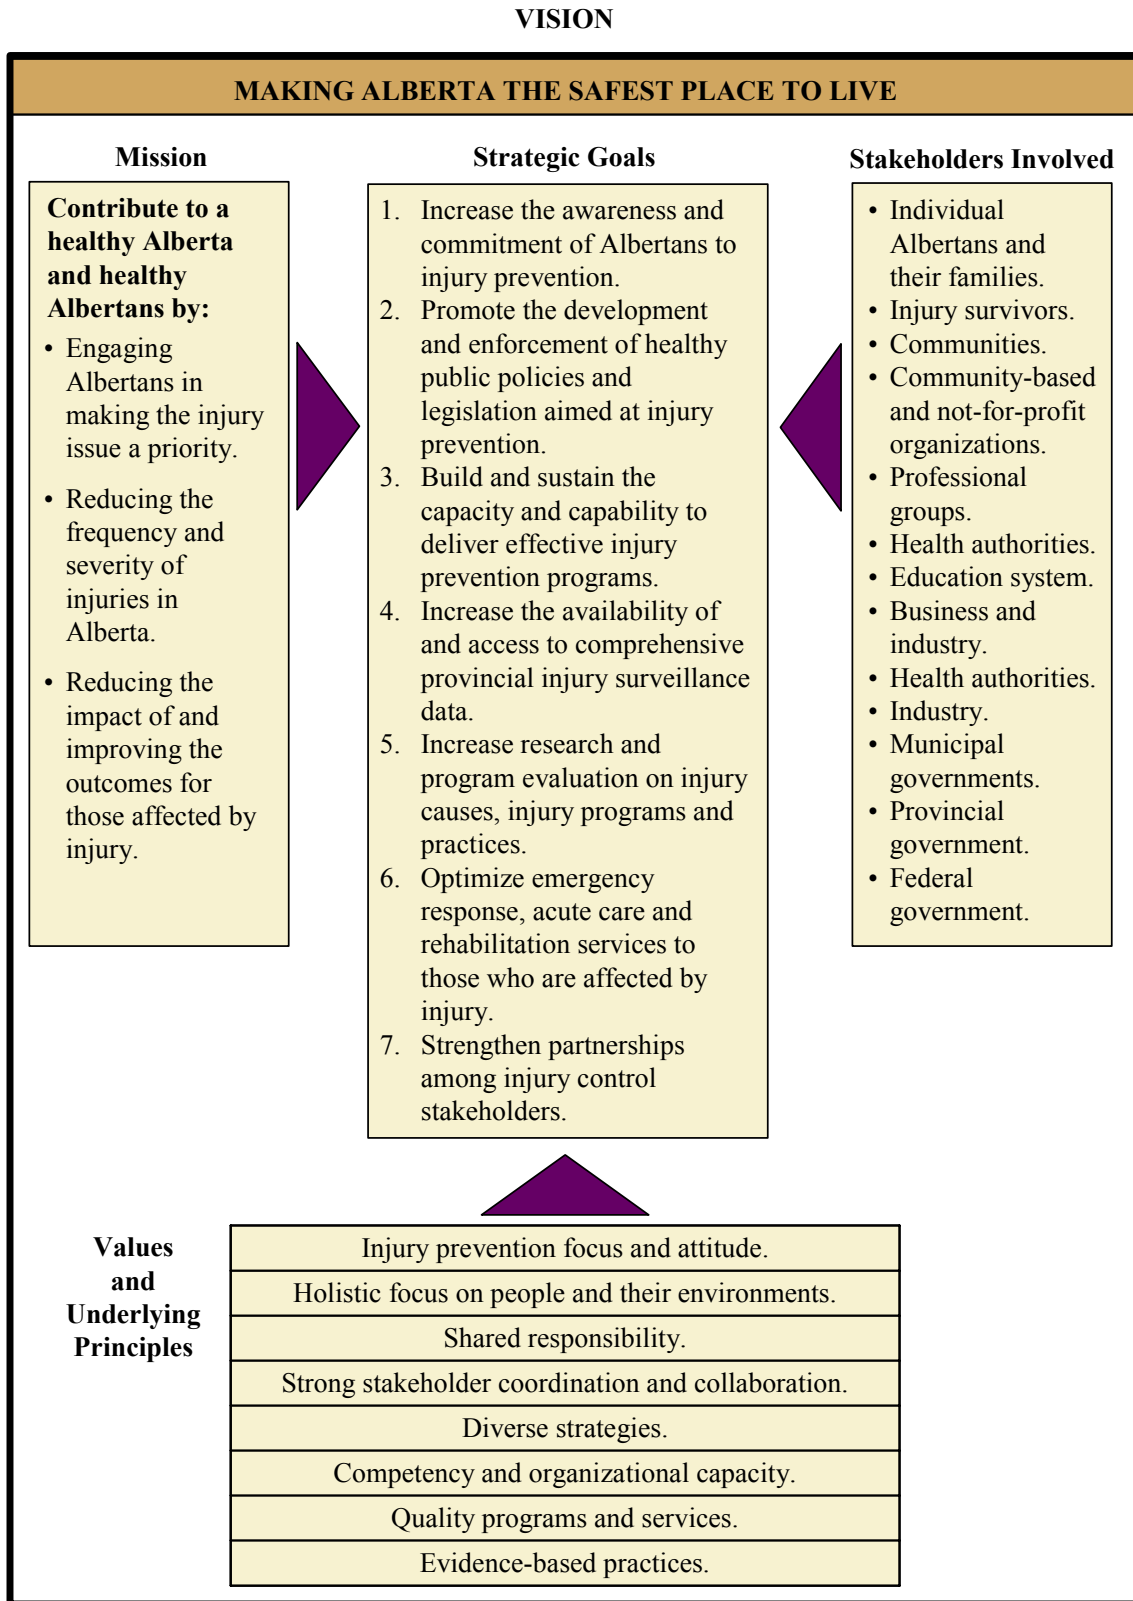 VISION
MAKING ALBERTA THE SAFEST PLACE TO LIVE
Mission
Contribute to a
healthy Alberta
and healthy
Albertans by:
• Engaging
Albertans in
making the injury
issue a priority.
• Reducing the
frequency and
severity of
injuries in
Alberta.
• Reducing the
impact of and
improving the
outcomes for
those affected by
injury.
Strategic Goals
1. Increase the awareness and
commitment of Albertans to
injury prevention.
2. Promote the development
and enforcement of healthy
public policies and
legislation aimed at injury
prevention.
3. Build and sustain the
capacity and capability to
deliver effective injury
prevention programs.
4. Increase the availability of
and access to comprehensive
provincial injury surveillance
data.
5. Increase research and
program evaluation on injury
causes, injury programs and
practices.
6. Optimize emergency
response, acute care and
rehabilitation services to
those who are affected by
injury.
7. Strengthen partnerships
among injury control
stakeholders.
Stakeholders Involved
• Individual
Albertans and
their families.
• Injury survivors.
• Communities.
• Community-based
and not-for-profit
organizations.
• Professional
groups.
• Health authorities.
• Education system.
• Business and
industry.
• Health authorities.
• Industry.
• Municipal
governments.
• Provincial
government.
• Federal
government.
Values
and
Underlying
Principles
Injury prevention focus and attitude.
Holistic focus on people and their environments.
Shared responsibility.
Strong stakeholder coordination and collaboration.
Diverse strategies.
Competency and organizational capacity.
Quality programs and services.
Evidence-based practices.